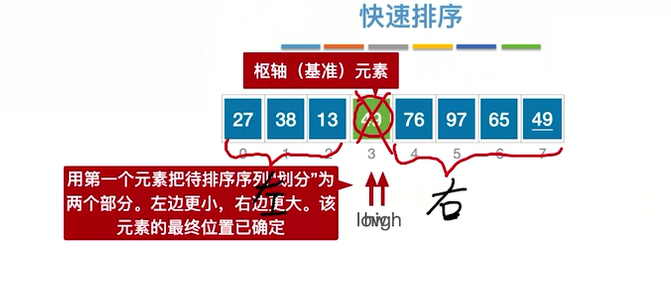 快速排序
枢轴（基准）元素
27 38 13 49 76 97 65 49
0 1 2 3 4 5 6 7
用第一个元素把待排序序列“划分”为
两个部分。左边更小，右边更大。该
元素的最终位置已确定
左 右
low high